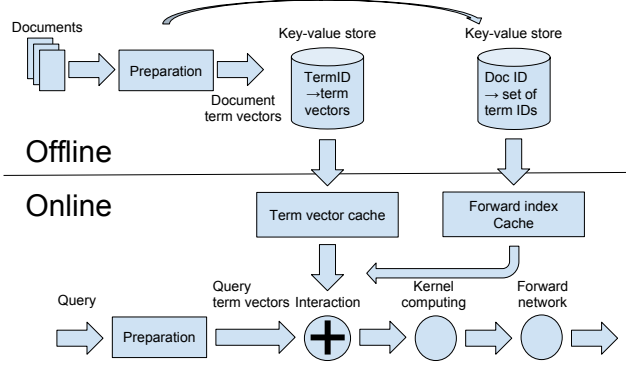 Documents
Preparation
Document
term vectors
Key-value store
TermID
→term
vectors
Key-value store
Doc ID
→ set of
term IDs
Offline
Online
Term vector cache
Forward index
Cache
Query
Preparation
Query
term vectors
Interaction
Kernel
computing
Forward
network